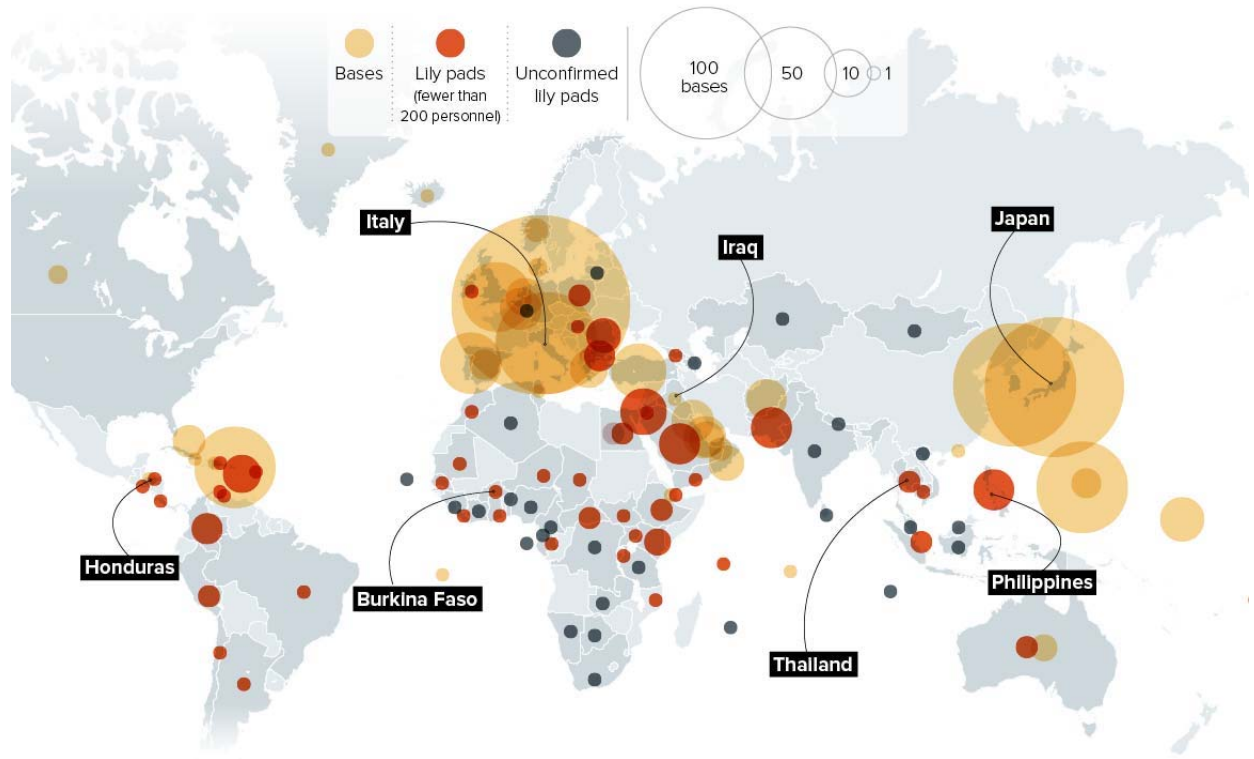 Bases
Lily pads
(fewer than
200 personnel)
Unconfirmed
lily pads
100
bases
50
10
1
Italy
Iraq
Japan
Honduras
Burkina Faso
Thailand
Philippines